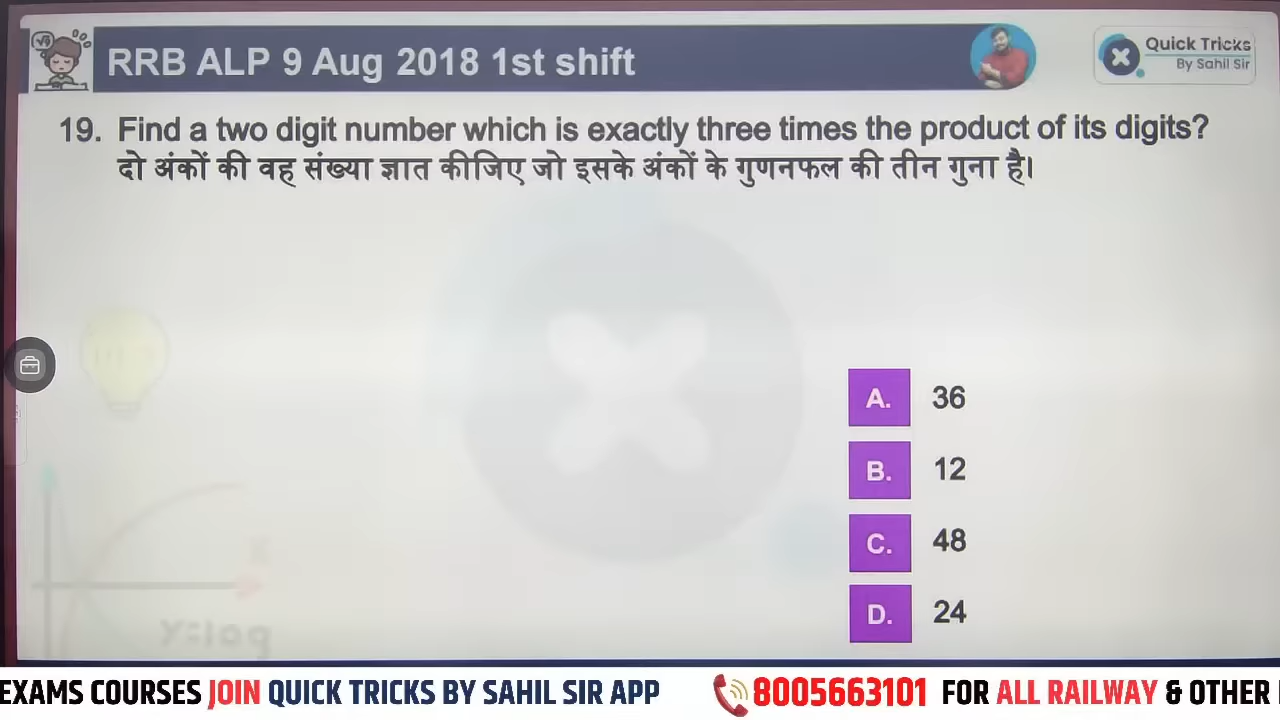 RRB ALP 9 Aug 2018 1st shift
Quick Tricks
By Sahil Sir
19. Find a two digit number which is exactly three times the product of its digits?
दो अंकों की वह संख्या ज्ञात कीजिए जो इसके अंकों के गुणनफल की तीन गुना है।
A. 36
B. 12
C. 48
D. 24
y=log
EXAMS COURSES JOIN QUICK TRICKS BY SAHIL SIR APP 8005663101 FOR ALL RAILWAY & OTHER